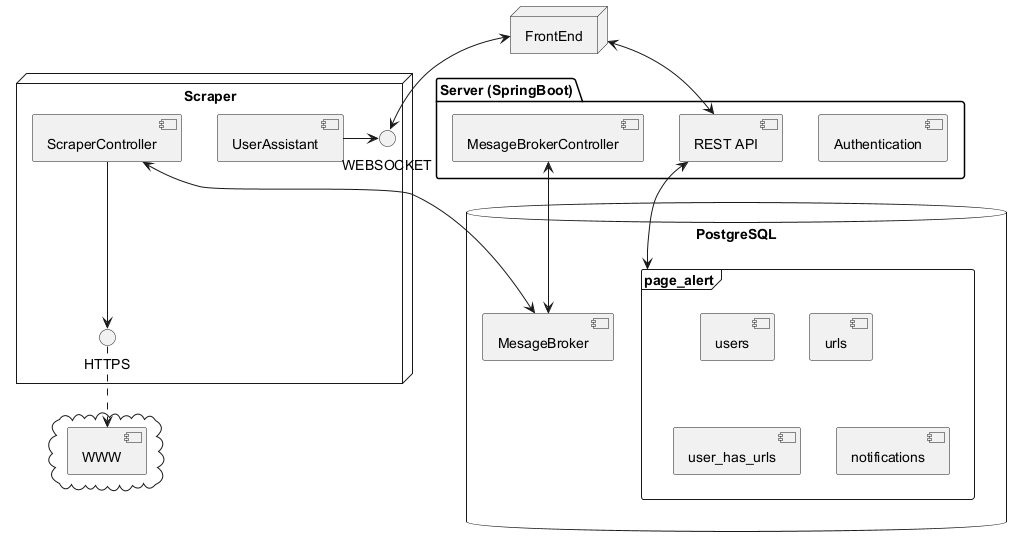 FrontEnd
Scraper
Server (SpringBoot)
ScraperController
UserAssistant
WEBSOCKET
MesageBrokerController
REST API
Authentication
PostgreSQL
page_alert
MesageBroker
users
urls
HTTPS
WWW
user_has_urls
notifications